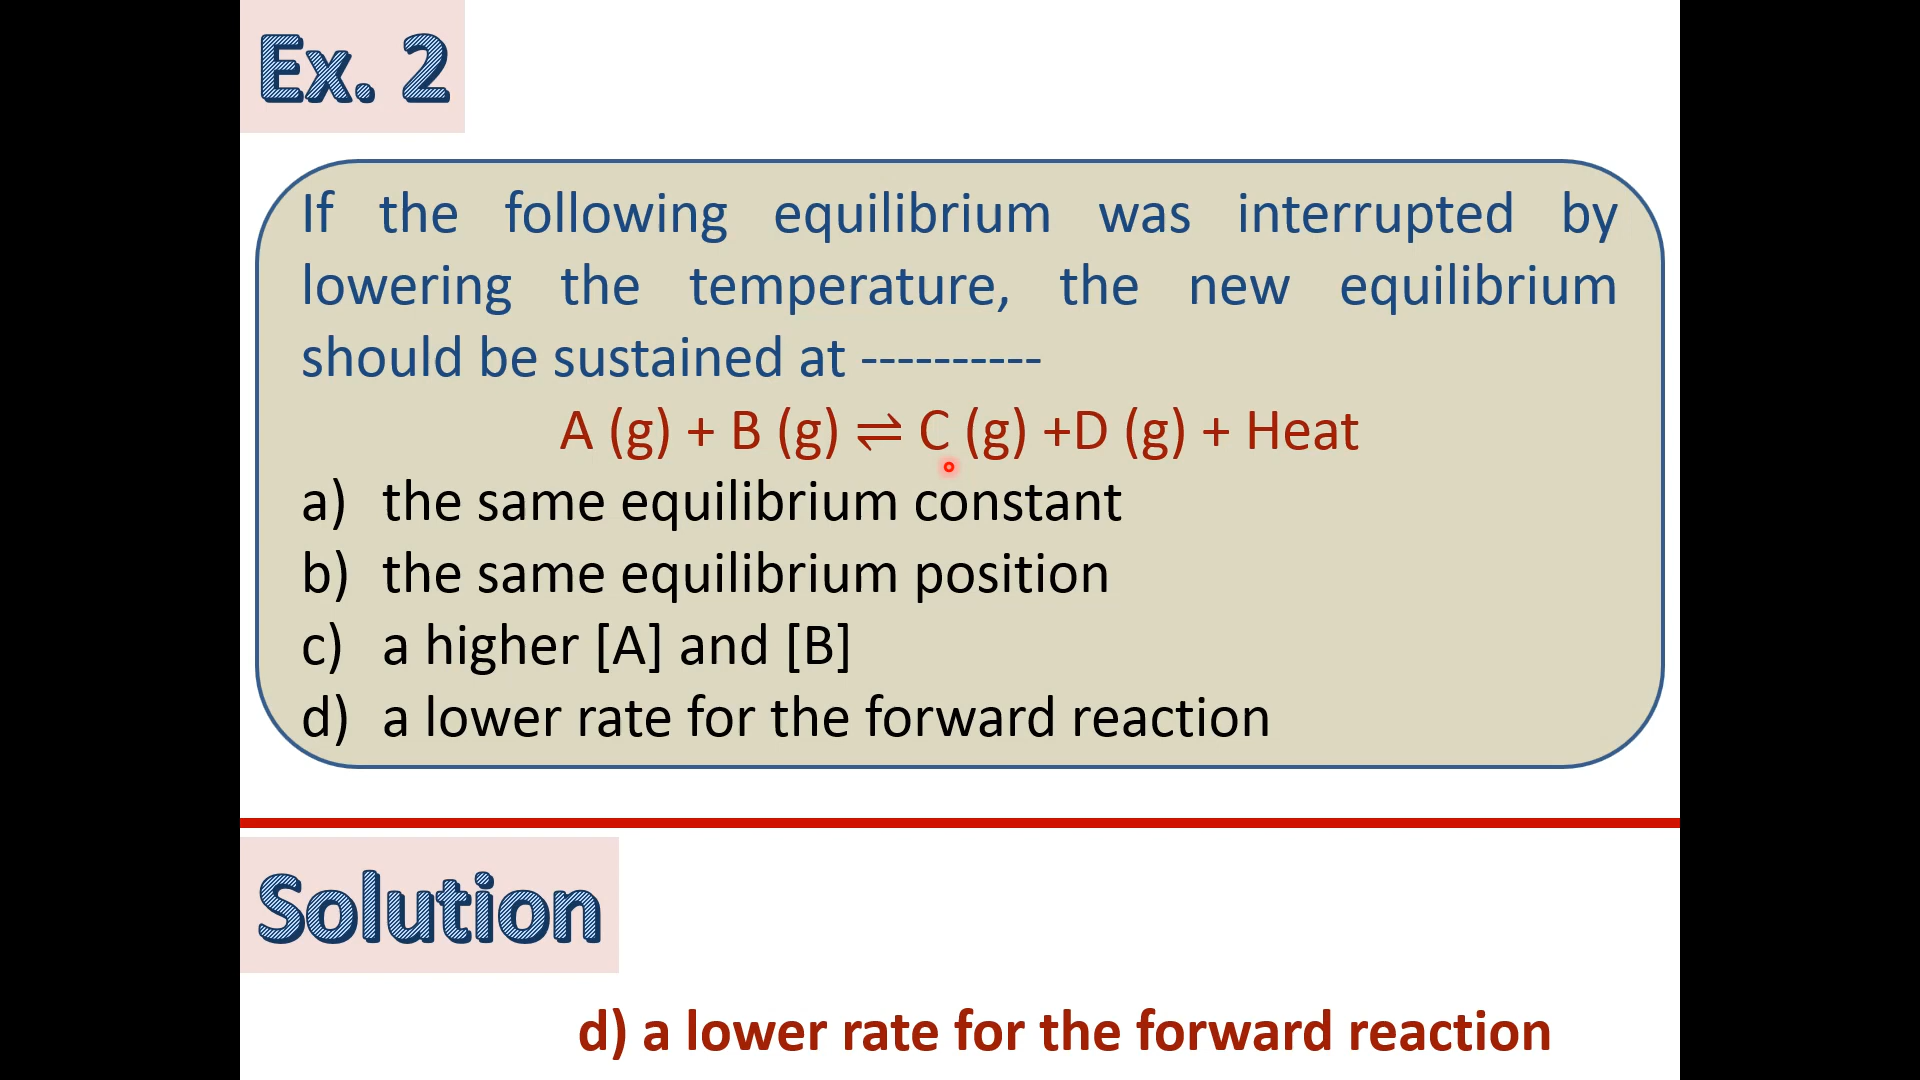 Ex. 2
If the following equilibrium was interrupted by
lowering the temperature, the new equilibrium
should be sustained at ----------
A (g) + B (g) ⇌ C (g) +D (g) + Heat
a) the same equilibrium constant
b) the same equilibrium position
c) a higher [A] and [B]
d) a lower rate for the forward reaction
Solution
d) a lower rate for the forward reaction